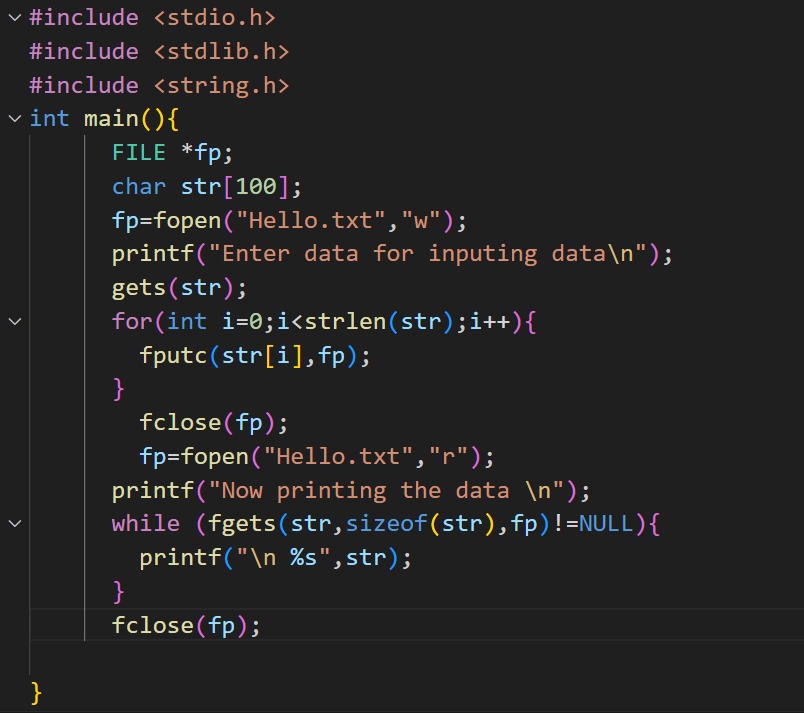 #include <stdio.h>
#include <stdlib.h>
#include <string.h>
int main(){
FILE *fp;
char str[100];
fp=fopen("Hello.txt","w");
printf("Enter data for inputing data\n");
gets(str);
for(int i=0;i<strlen(str);i++){
fputc(str[i],fp);
}
fclose(fp);
fp=fopen("Hello.txt","r");
printf("Now printing the data \n");
while (fgets(str,sizeof(str),fp)!=NULL){
printf("\n %s",str);
}
fclose(fp);
}